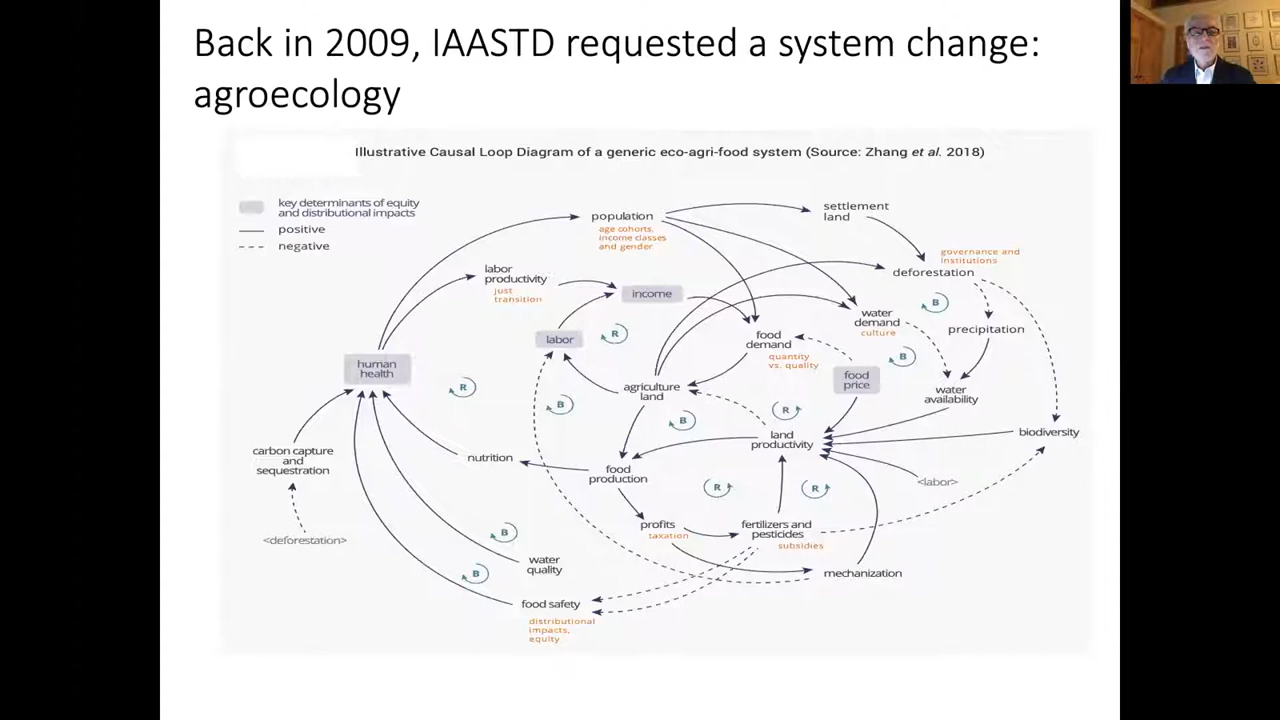 Back in 2009, IAASTD requested a system change:
agroecology
Illustrative Causal Loop Diagram of a generic eco-agri-food system (Source: Zhang et al. 2018)
key determinants of equity
and distributional impacts
positive
negative
population
age cohorts,
income classes
and gender
settlement
land
governance and
institutions
deforestation
labor
productivity
just
transition
income
B
precipitation
water
demand
culture
labor
R
food
demand
quantity
vs. quality
B
human
health
food
price
R
agriculture
land
water
availability
B
B
R
land
productivity
biodiversity
carbon capture
and
sequestration
nutrition
food
production
<labor>
R
R
profits
taxation
fertilizers and
pesticides
subsidies
<deforestation>
B
water
quality
B
mechanization
food safety
distributional
impacts,
equity